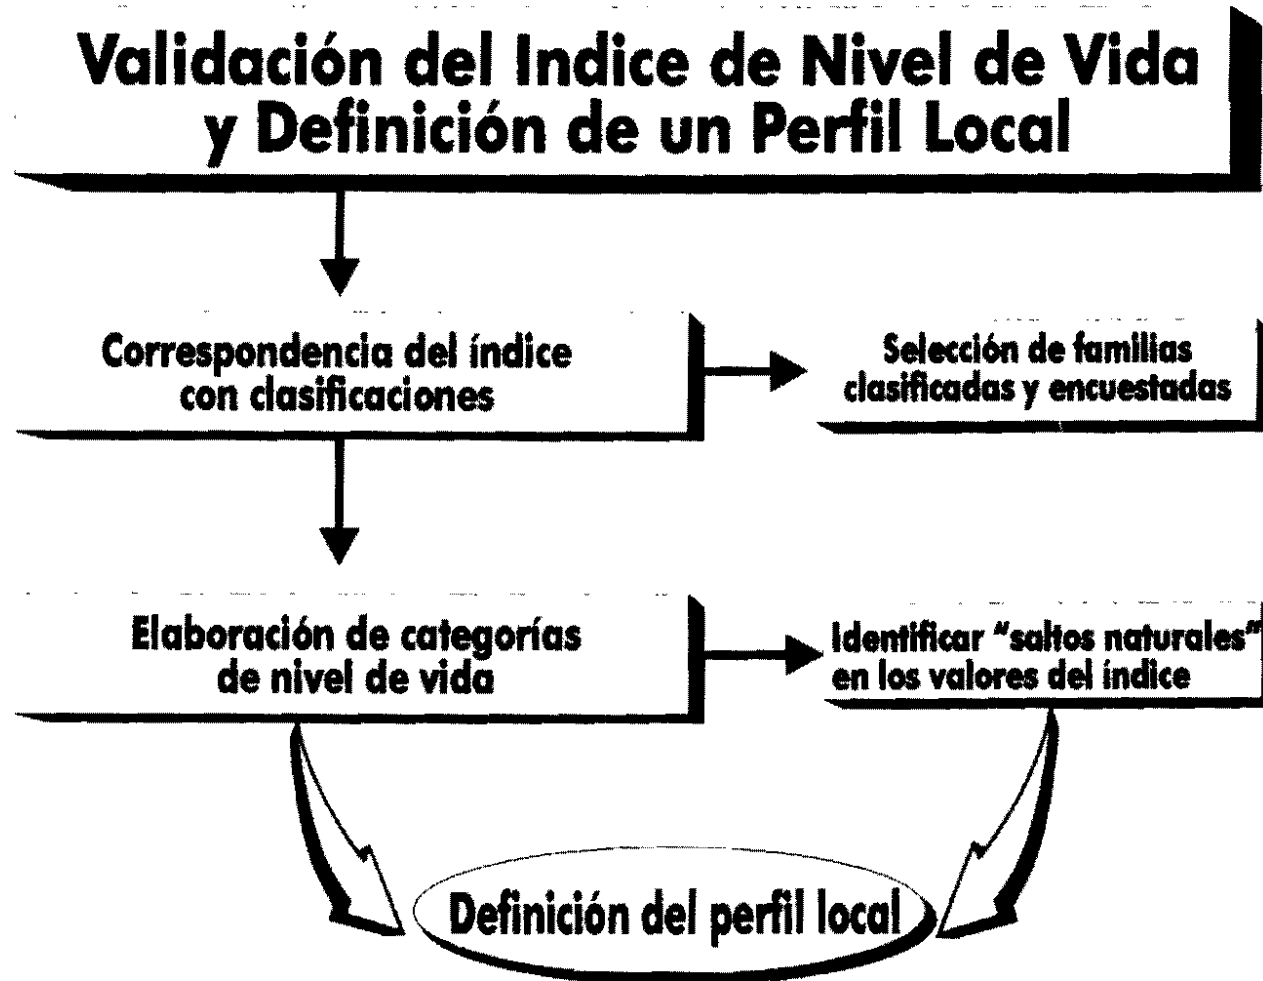 Validación del Indice de Nivel de Vida
y Definición de un Perfil Local
Correspondencia del índice
con clasificaciones
Selección de familias
clasificadas y encuestadas
Elaboración de categorías
de nivel de vida
Identificar "saltos naturales"
en los valores del índice
Definición del perfil local